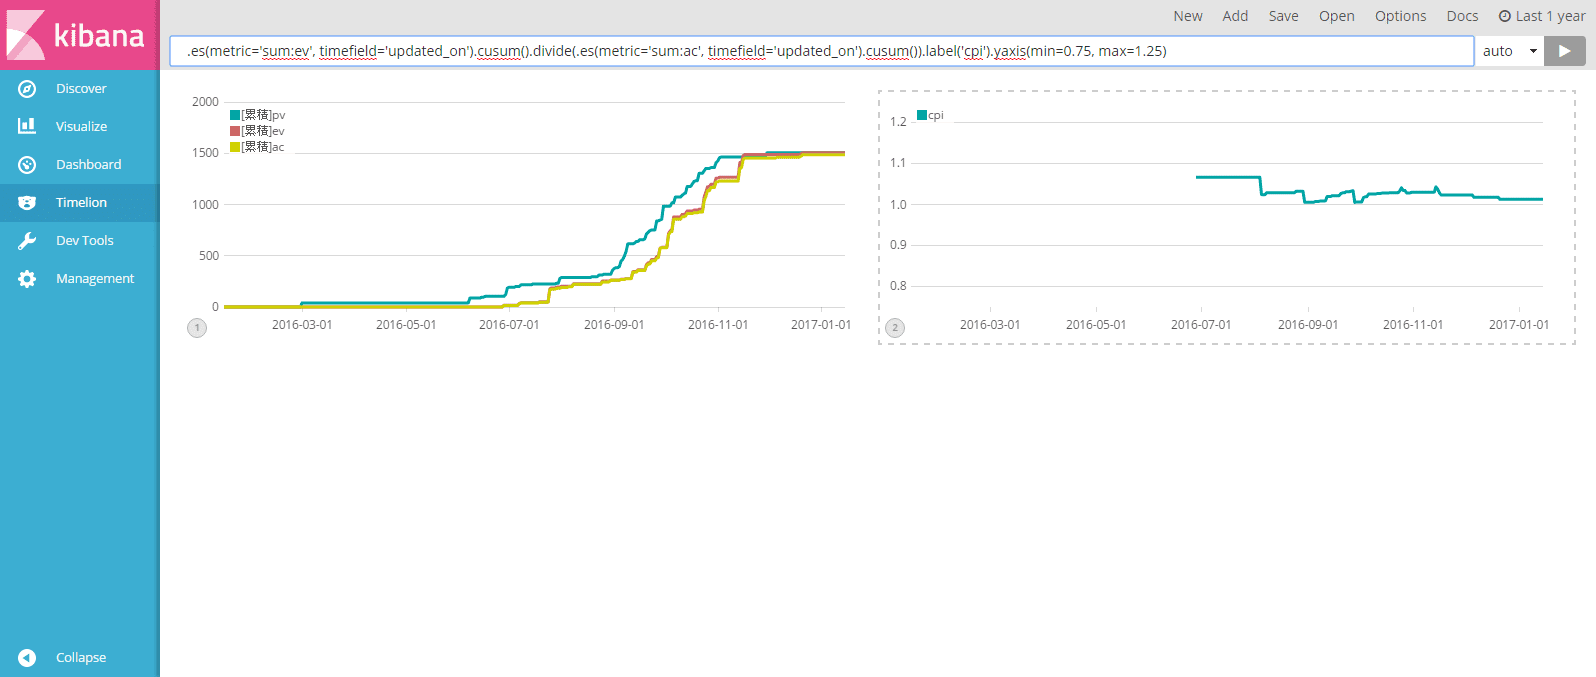 kibana
New Add Save Open Options Docs Last 1 year
.es(metric='sum:ev', timefield='updated_on').cusum().divide(.es(metric='sum:ac', timefield='updated_on').cusum()).label('cpi').yaxis(min=0.75, max=1.25)
auto
Discover
Visualize
Dashboard
Timelion
Dev Tools
Management
Collapse
2000
1500
1000
500
0
[累積]pv
[累積]ev
[累積]ac
2016-03-01 2016-05-01 2016-07-01 2016-09-01 2016-11-01 2017-01-01
1
cpi
1.2
1.1
1.0
0.9
0.8
2016-03-01 2016-05-01 2016-07-01 2016-09-01 2016-11-01 2017-01-01
2